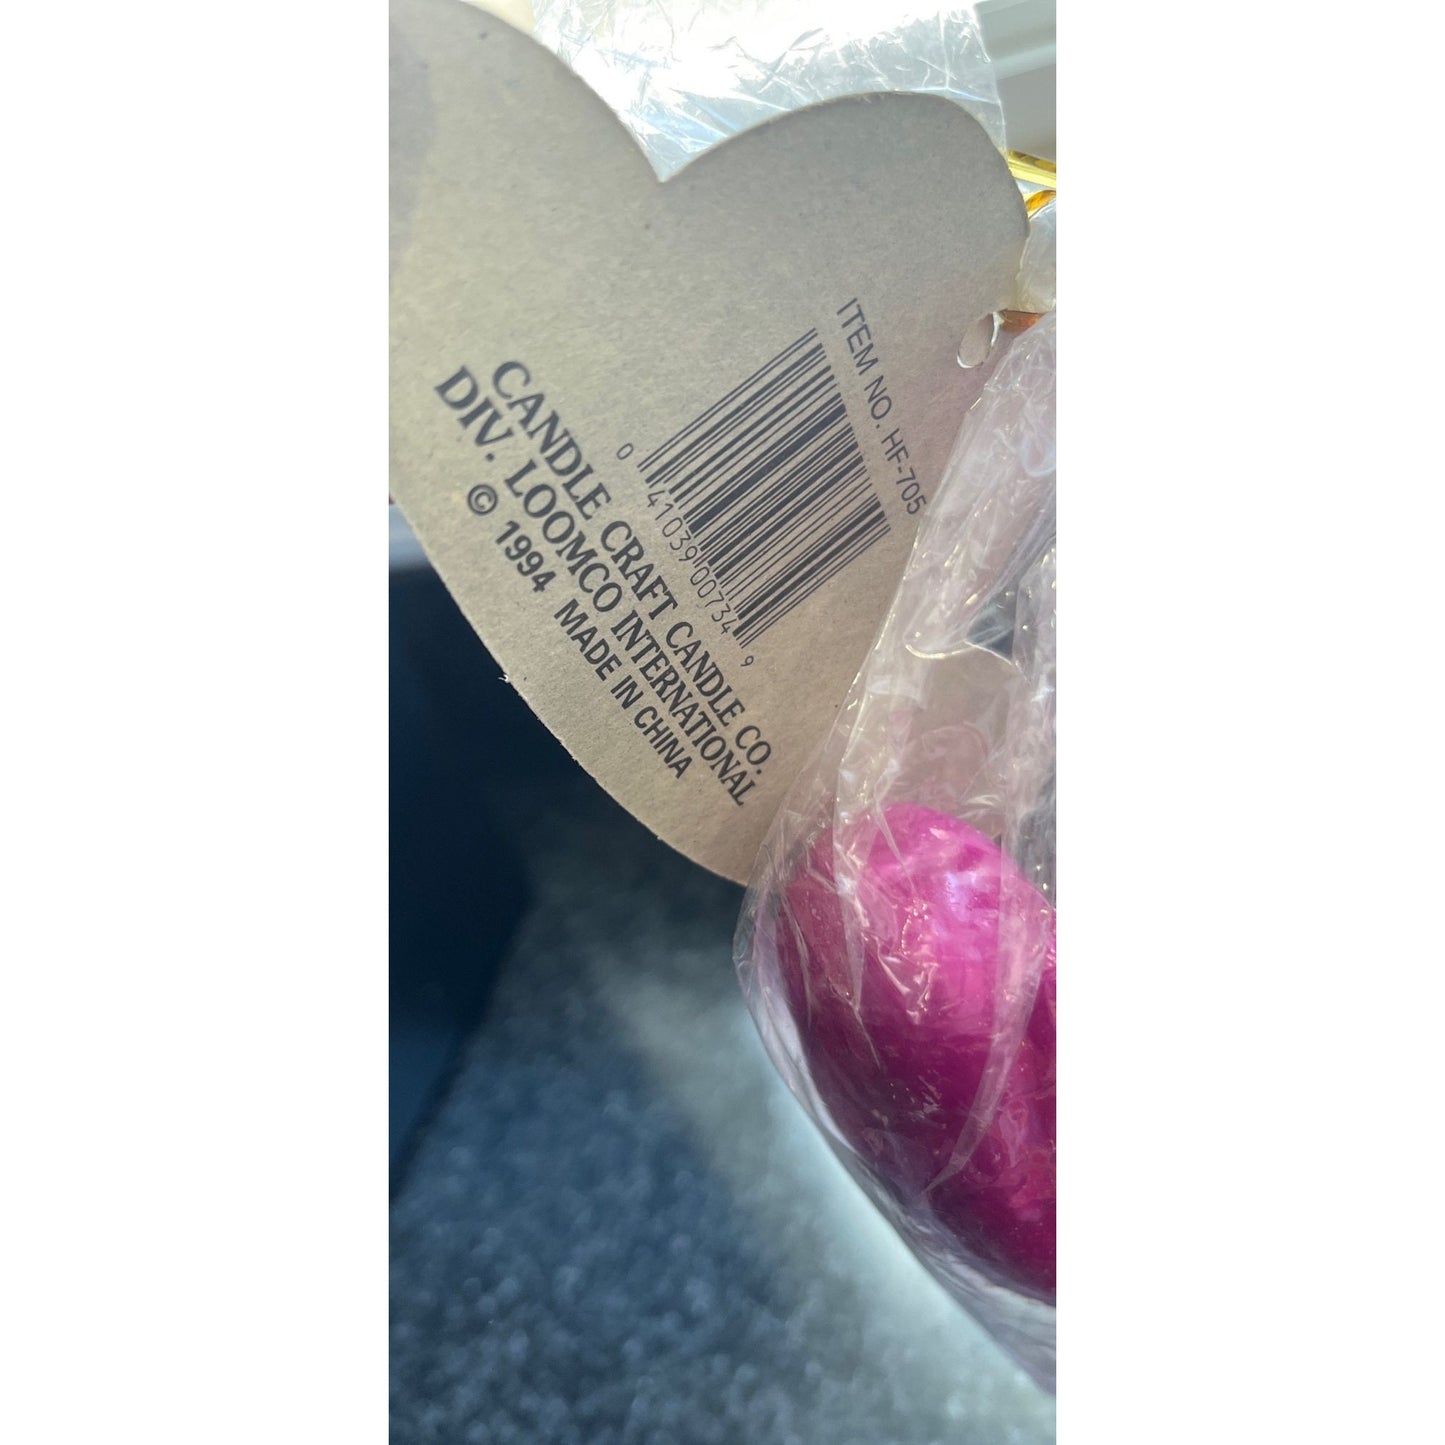 ITEM NO. HF-705
0 41039 00734 9
CANDLE CRAFT CANDLE CO.
DIV. LOOMCO INTERNATIONAL
© 1994 MADE IN CHINA